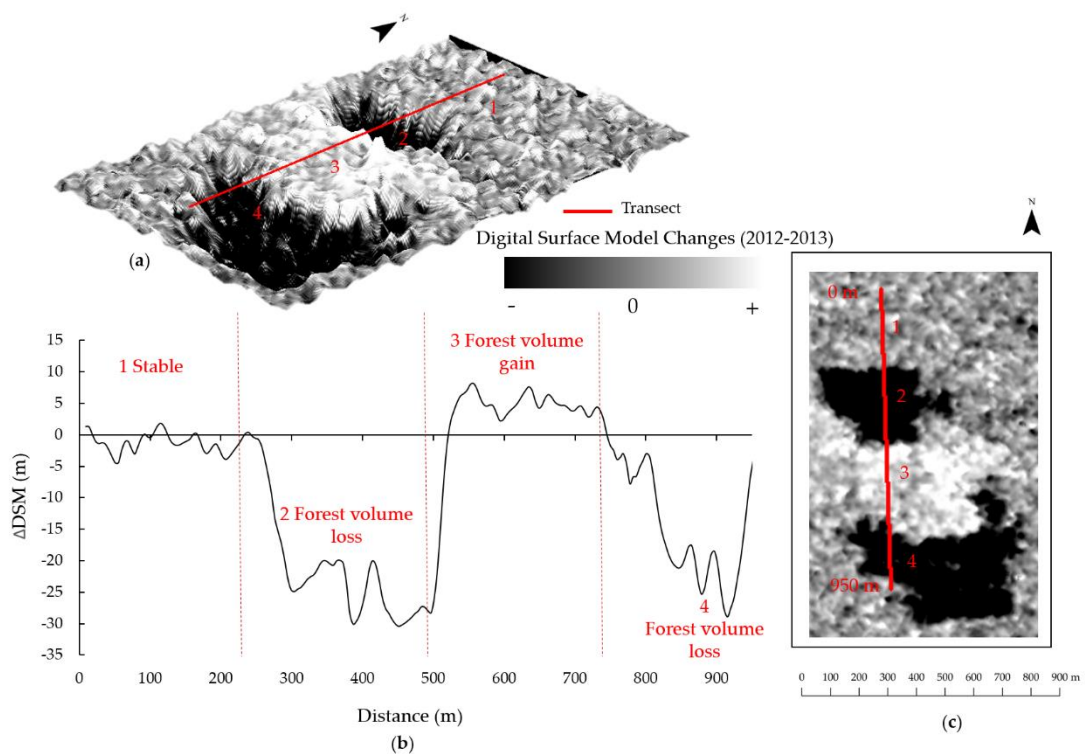 Z
1
2
3
4
(a)
Transect
Digital Surface Model Changes (2012-2013)
-
0
+
N
0 m
1
2
3
4
950 m
0 100 200 300 400 500 600 700 800 900 m
(c)
15
10
5
0
-5
-10
-15
-20
-25
-30
-35
ΔDSM (m)
1 Stable
2 Forest volume
loss
3 Forest volume
gain
4
Forest volume
loss
0 100 200 300 400 500 600 700 800 900
Distance (m)
(b)